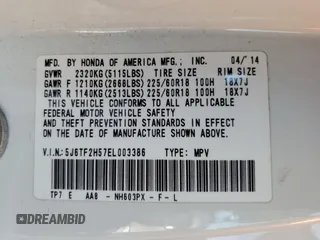 MFD. BY HONDA OF AMERICA MFG., INC. 04/14
GVWR 2320KG(5115LBS) TIRE SIZE RIM SIZE
GAWR F 1210KG(2668LBS) 225/60R18 100H 18X7J
GAWR R 1140KG(2513LBS) 225/60R18 100H 18X7J
THIS VEHICLE CONFORMS TO ALL APPLICABLE
FEDERAL MOTOR VEHICLE SAFETY STANDARDS
IN EFFECT ON THE DATE OF MANUFACTURE SHOWN ABOVE.
V.I.N.:5J6TF2H57EL003386 TYPE: MPV
TP7 E AA8 - NH603PX - F - L
DREAMBID